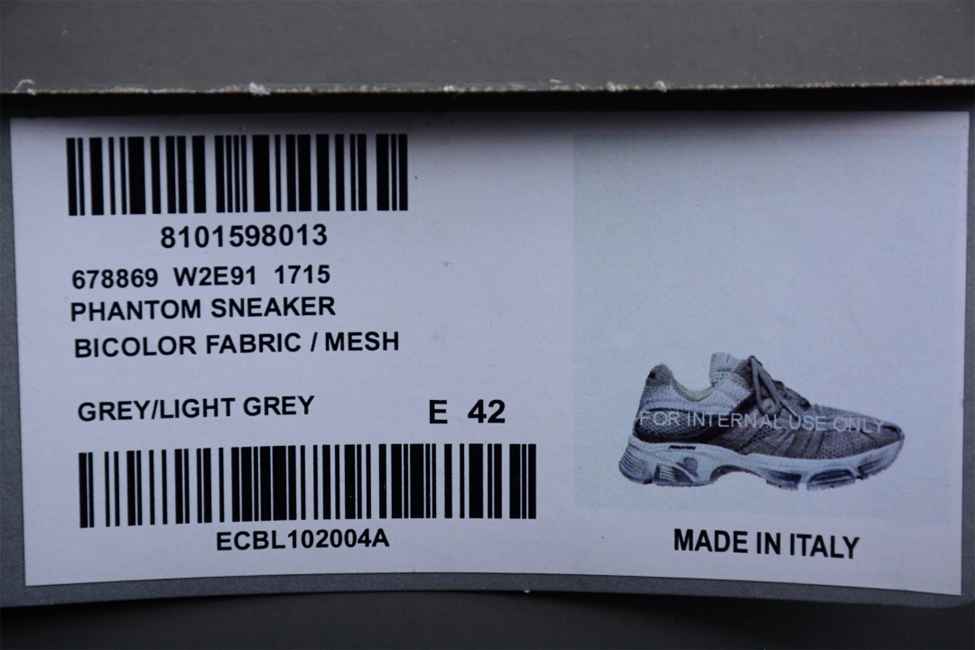 8101598013
678869 W2E91 1715
PHANTOM SNEAKER
BICOLOR FABRIC / MESH
GREY/LIGHT GREY E 42
ECBL102004A
FOR INTERNAL USE ONLY
MADE IN ITALY